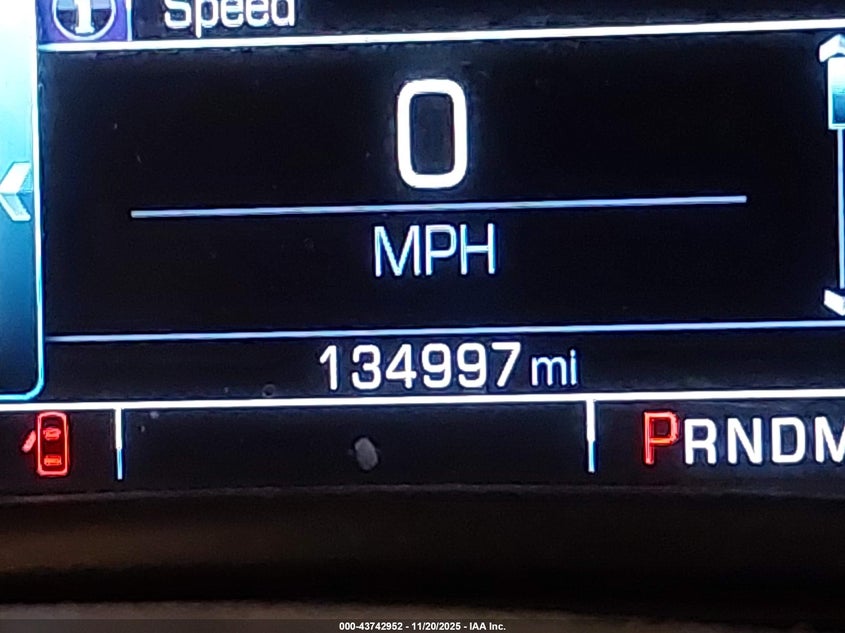 Speed
0
MPH
134997 mi
PRNDM
000-43742952 - 11/20/2025 - IAA Inc.